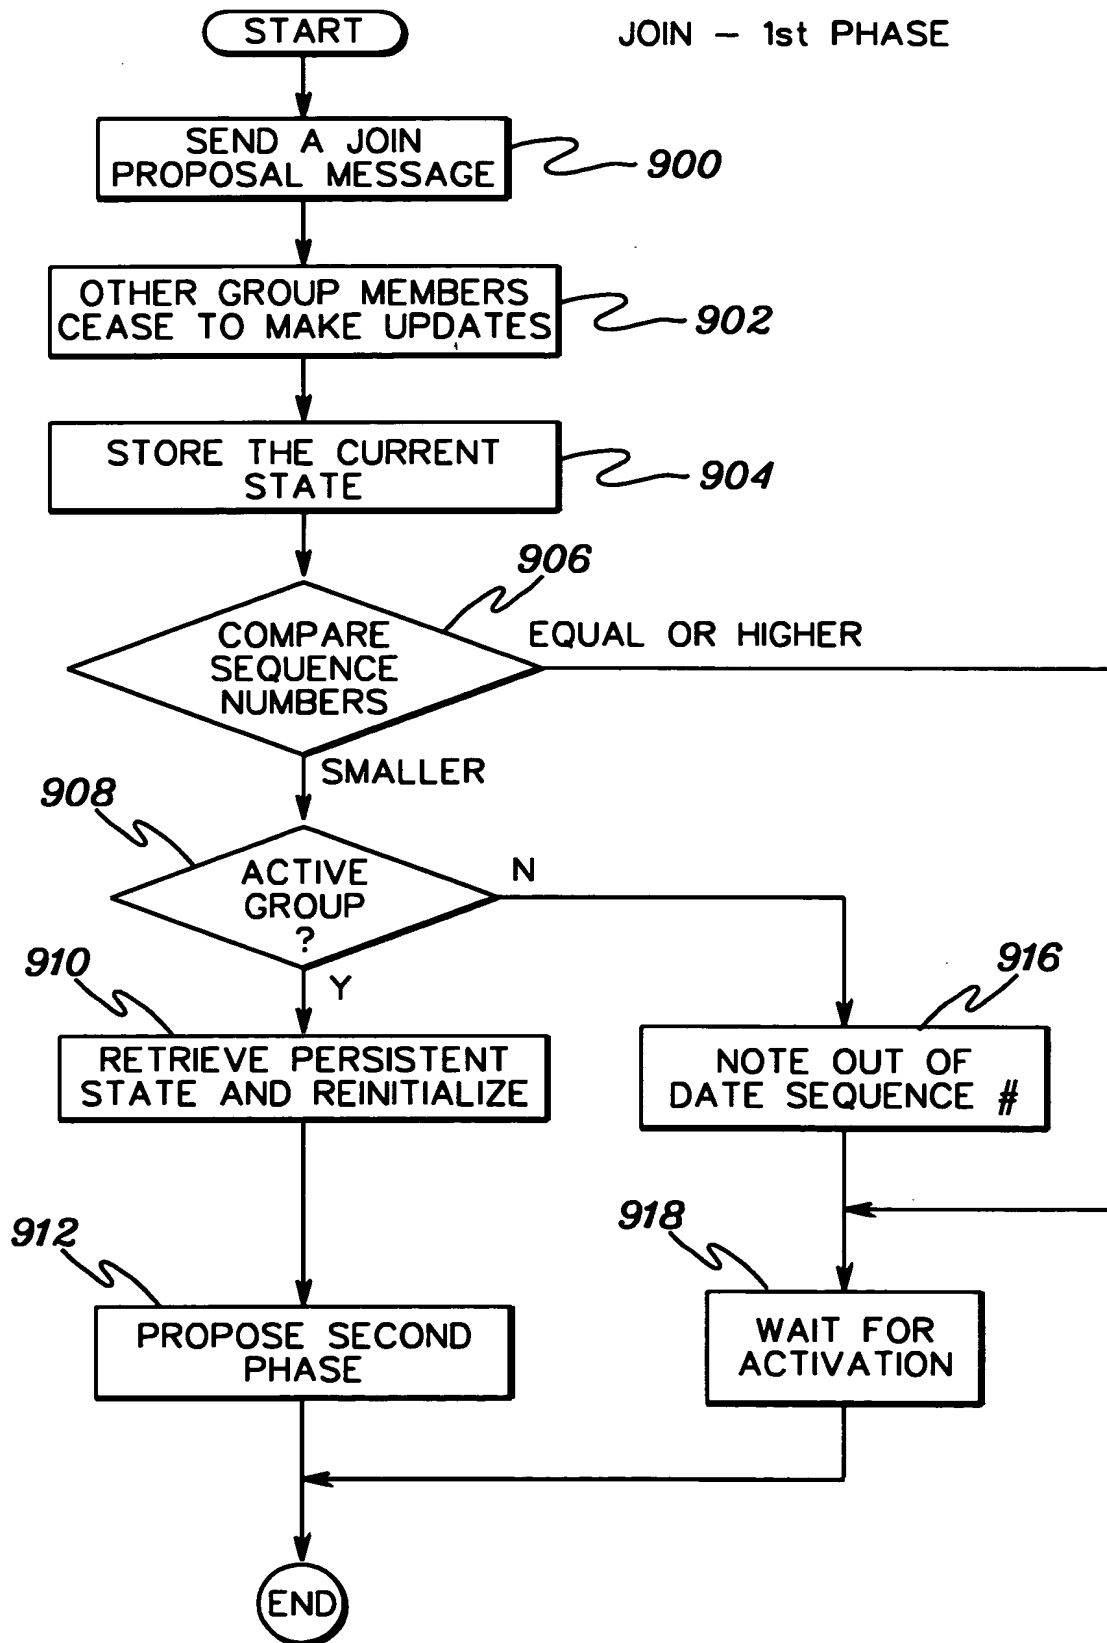 START
JOIN – 1st PHASE
SEND A JOIN
PROPOSAL MESSAGE
900
OTHER GROUP MEMBERS
CEASE TO MAKE UPDATES
902
STORE THE CURRENT
STATE
904
906
COMPARE
SEQUENCE
NUMBERS
EQUAL OR HIGHER
SMALLER
908
ACTIVE
GROUP
?
N
Y
910
RETRIEVE PERSISTENT
STATE AND REINITIALIZE
916
NOTE OUT OF
DATE SEQUENCE #
912
PROPOSE SECOND
PHASE
918
WAIT FOR
ACTIVATION
END